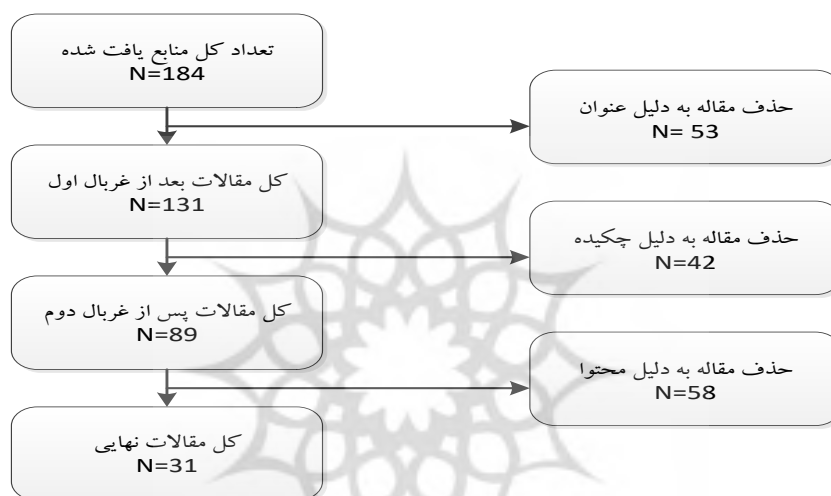 تعداد کل منابع یافت شده
N=184
حذف مقاله به دلیل عنوان
N= 53
کل مقالات بعد از غربال اول
N=131
حذف مقاله به دلیل چکیده
N=42
کل مقالات پس از غربال دوم
N=89
حذف مقاله به دلیل محتوا
N=58
کل مقالات نهایی
N=31